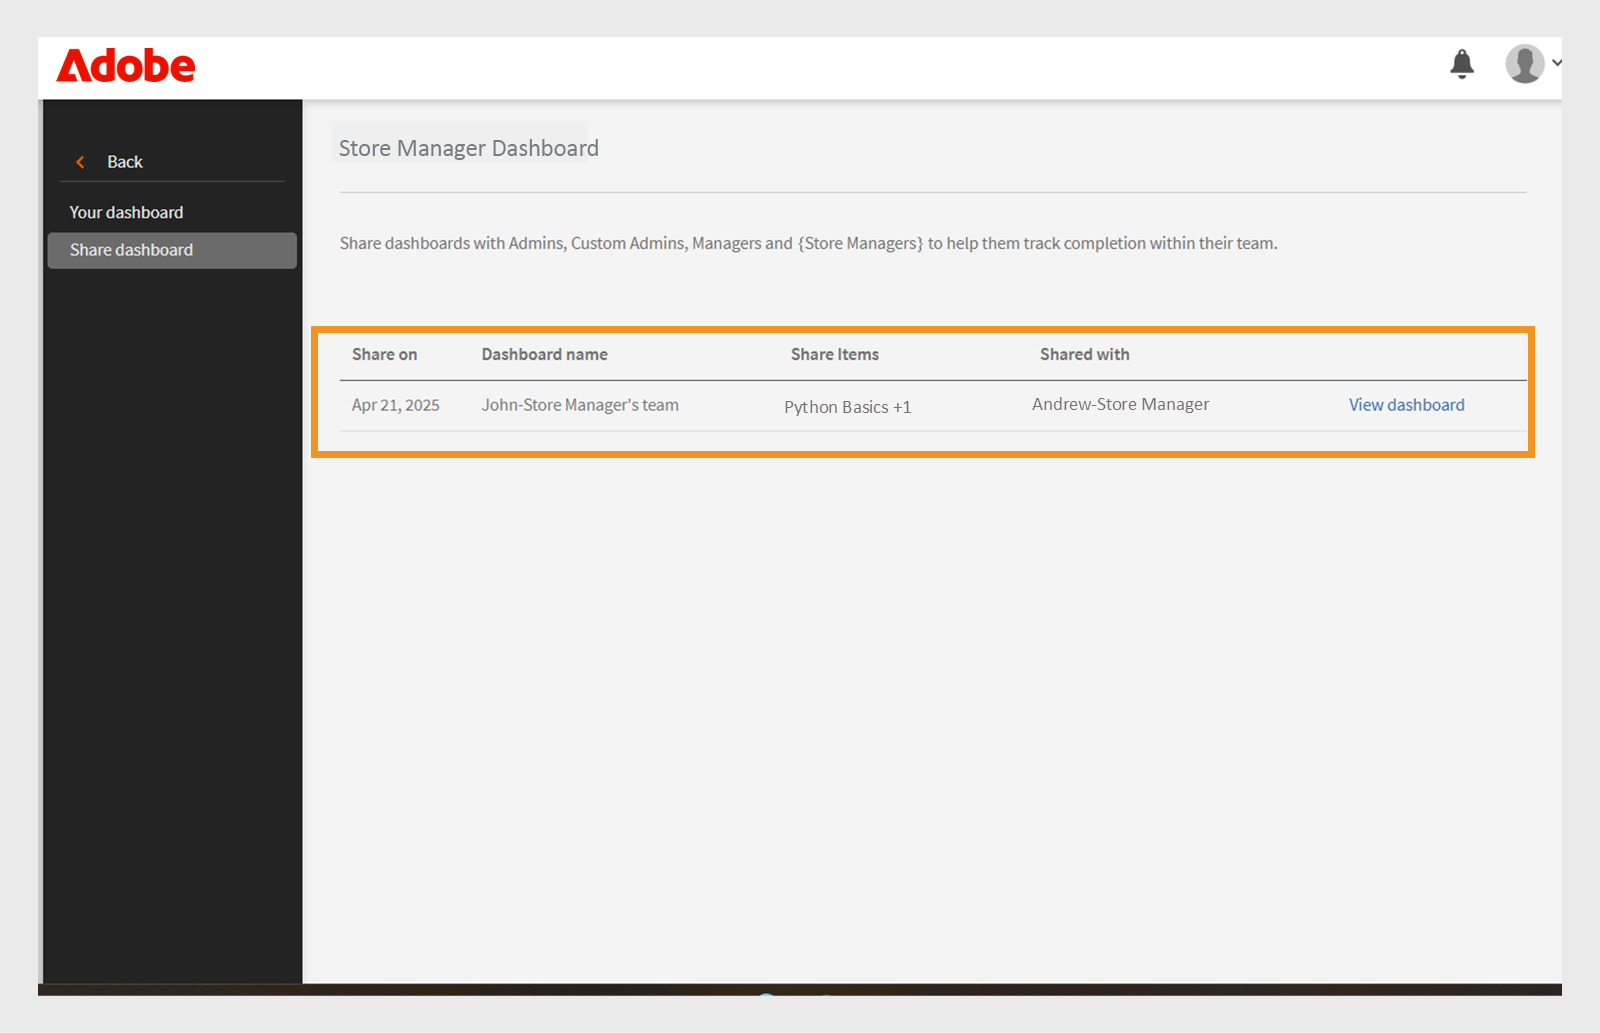 Adobe
Back
Your dashboard
Share dashboard
Store Manager Dashboard
Share dashboards with Admins, Custom Admins, Managers and {Store Managers} to help them track completion within their team.
Share on Dashboard name Share Items Shared with
Apr 21, 2025 John-Store Manager's team Python Basics +1 Andrew-Store Manager View dashboard